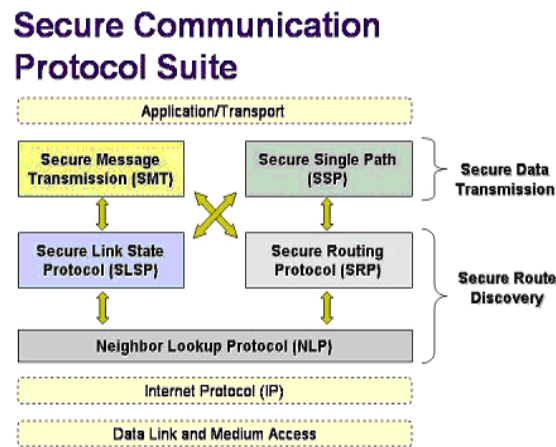 Secure Communication
Protocol Suite
Application/Transport
Secure Message
Transmission (SMT)
Secure Single Path
(SSP)
Secure Data
Transmission
Secure Link State
Protocol (SLSP)
Secure Routing
Protocol (SRP)
Secure Route
Discovery
Neighbor Lookup Protocol (NLP)
Internet Protocol (IP)
Data Link and Medium Access